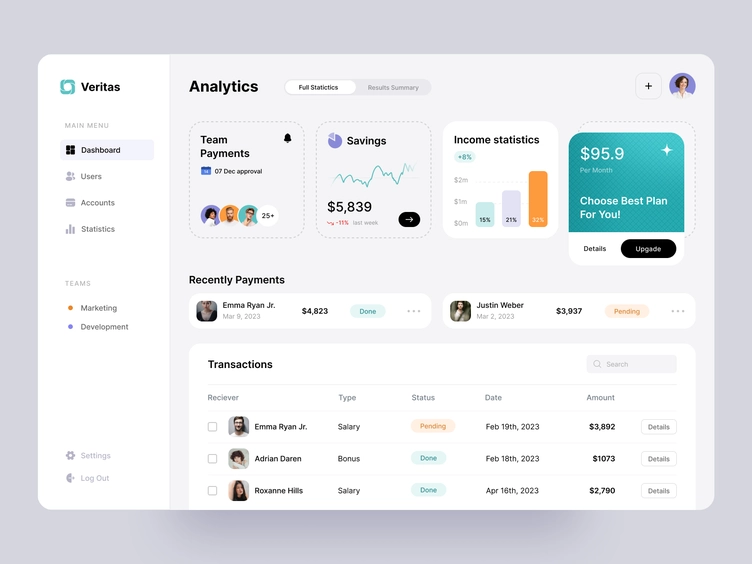 Veritas
MAIN MENU
Dashboard
Users
Accounts
Statistics
TEAMS
Marketing
Development
Settings
Log Out
Analytics
Full Statictics
Results Summary
+
Team
Payments
07 Dec approval
25+
Savings
$5,839
-11% last week
Income statistics
+8%
$2m
$1m
$0m
15%
21%
32%
$95.9
Per Month
Choose Best Plan
For You!
Details
Upgade
Recently Payments
Emma Ryan Jr.
Mar 9, 2023
$4,823
Done
Justin Weber
Mar 2, 2023
$3,937
Pending
Transactions
Search
Reciever Type Status Date Amount
Emma Ryan Jr. Salary Pending Feb 19th, 2023 $3,892 Details
Adrian Daren Bonus Done Feb 18th, 2023 $1073 Details
Roxanne Hills Salary Done Apr 16th, 2023 $2,790 Details